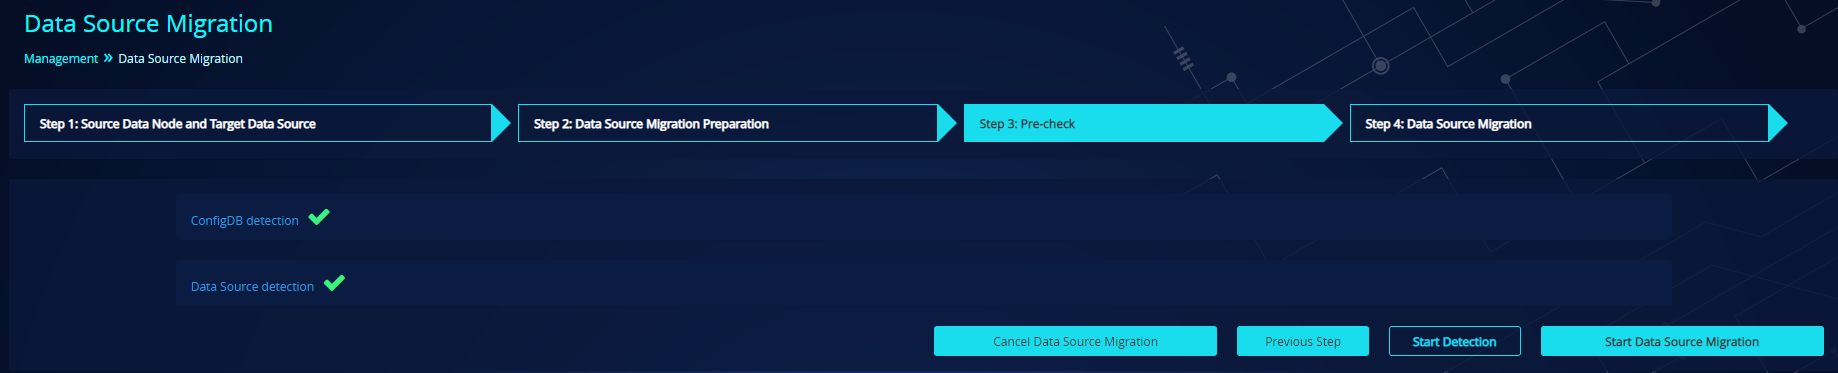 Data Source Migration
Management » Data Source Migration
Step 1: Source Data Node and Target Data Source
Step 2: Data Source Migration Preparation
Step 3: Pre-check
Step 4: Data Source Migration
ConfigDB detection
Data Source detection
Cancel Data Source Migration
Previous Step
Start Detection
Start Data Source Migration